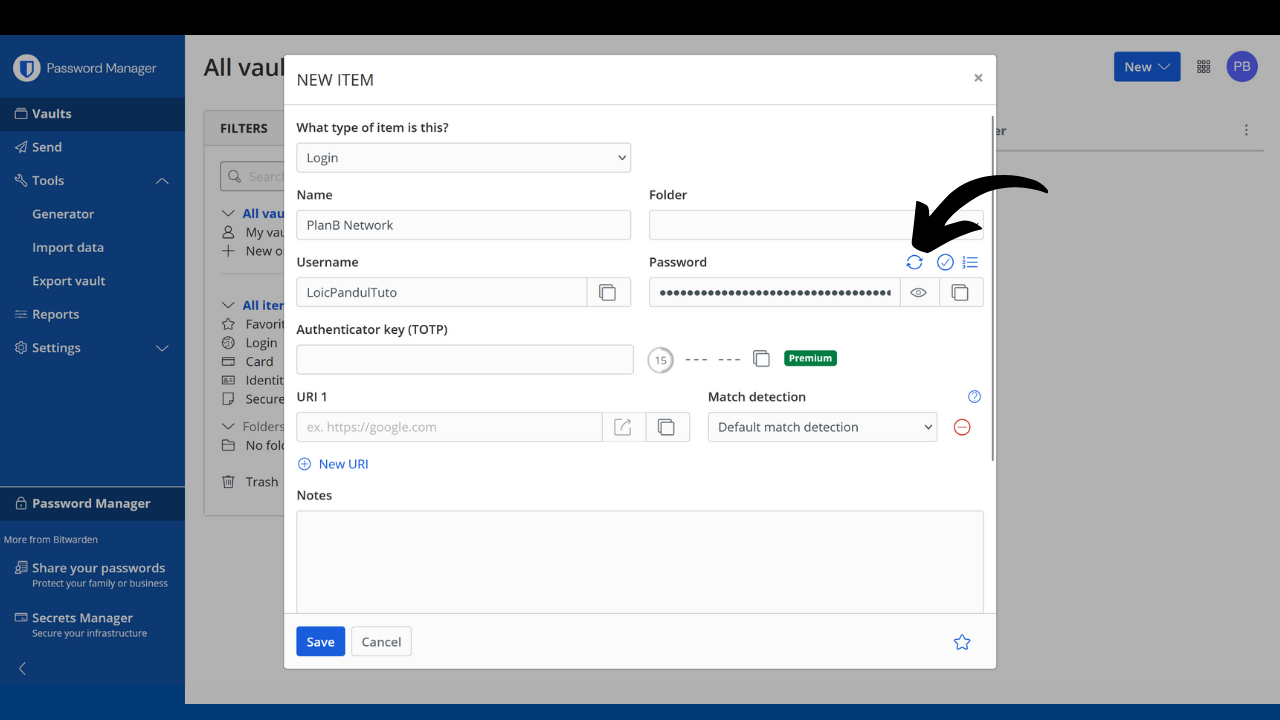 Password Manager
Vaults
Send
Tools
Generator
Import data
Export vault
Reports
Settings
Password Manager
More from Bitwarden
Share your passwords
Protect your family or business
Secrets Manager
Secure your infrastructure
All vaul
New
PB
FILTERS
Searc
All vau
My vau
New o
All iter
Favorit
Login
Card
Identit
Secure
Folders
No fol
Trash
er
NEW ITEM
×
What type of item is this?
Login
Name
Folder
PlanB Network
Username
Password
LoicPandulTuto
••••••••••••••••••••••••••••••••••
Authenticator key (TOTP)
15 --- --- Premium
URI 1
Match detection
ex. https://google.com
Default match detection
New URI
Notes
Save
Cancel